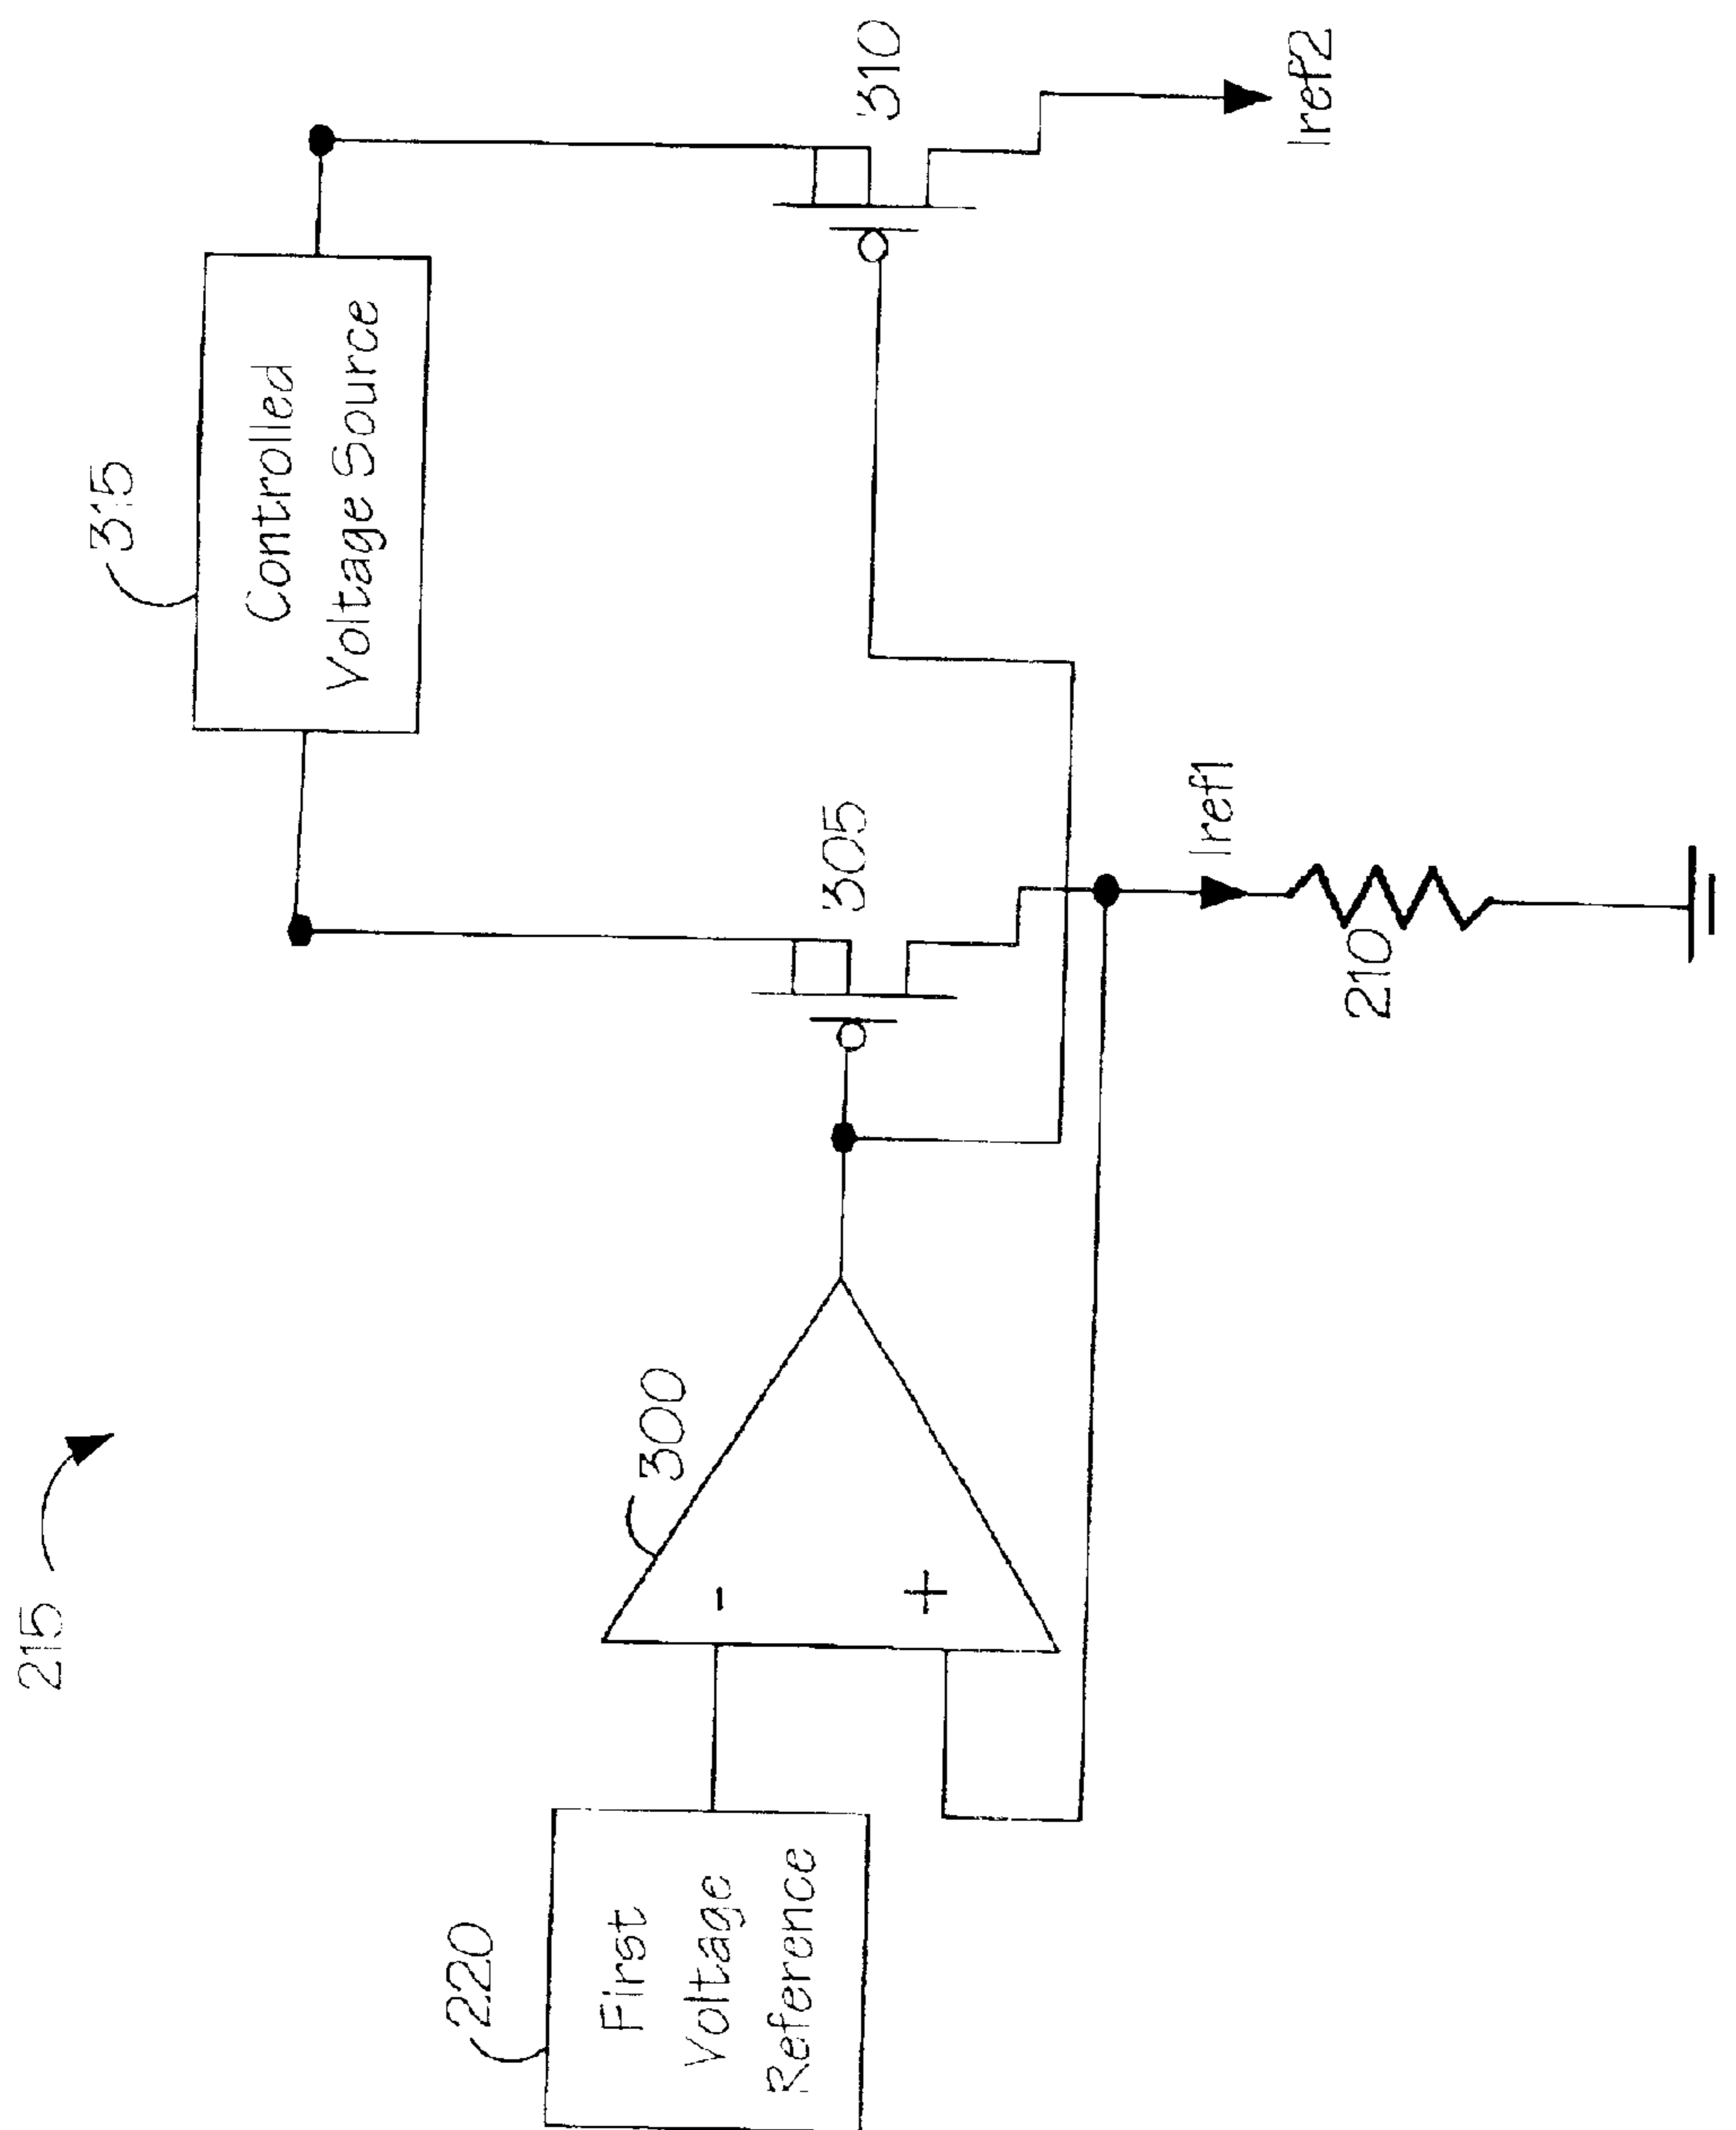 215
315
Controlled
Voltage Source
220
First
Voltage
Reference
300
-
+
305
310
Iref1
210
Iref2